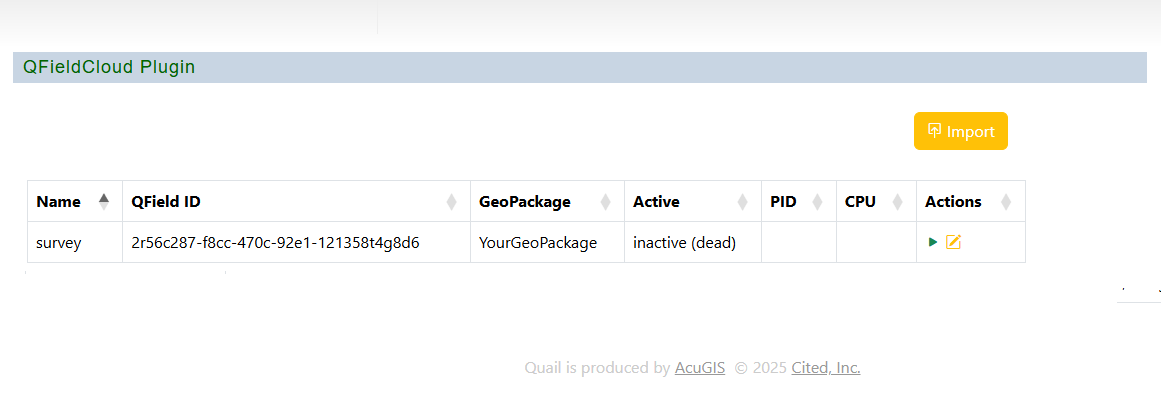 QFieldCloud Plugin
Import
Name QField ID GeoPackage Active PID CPU Actions
survey 2r56c287-f8cc-470c-92e1-121358t4g8d6 YourGeoPackage inactive (dead)
Quail is produced by AcuGIS © 2025 Cited, Inc.